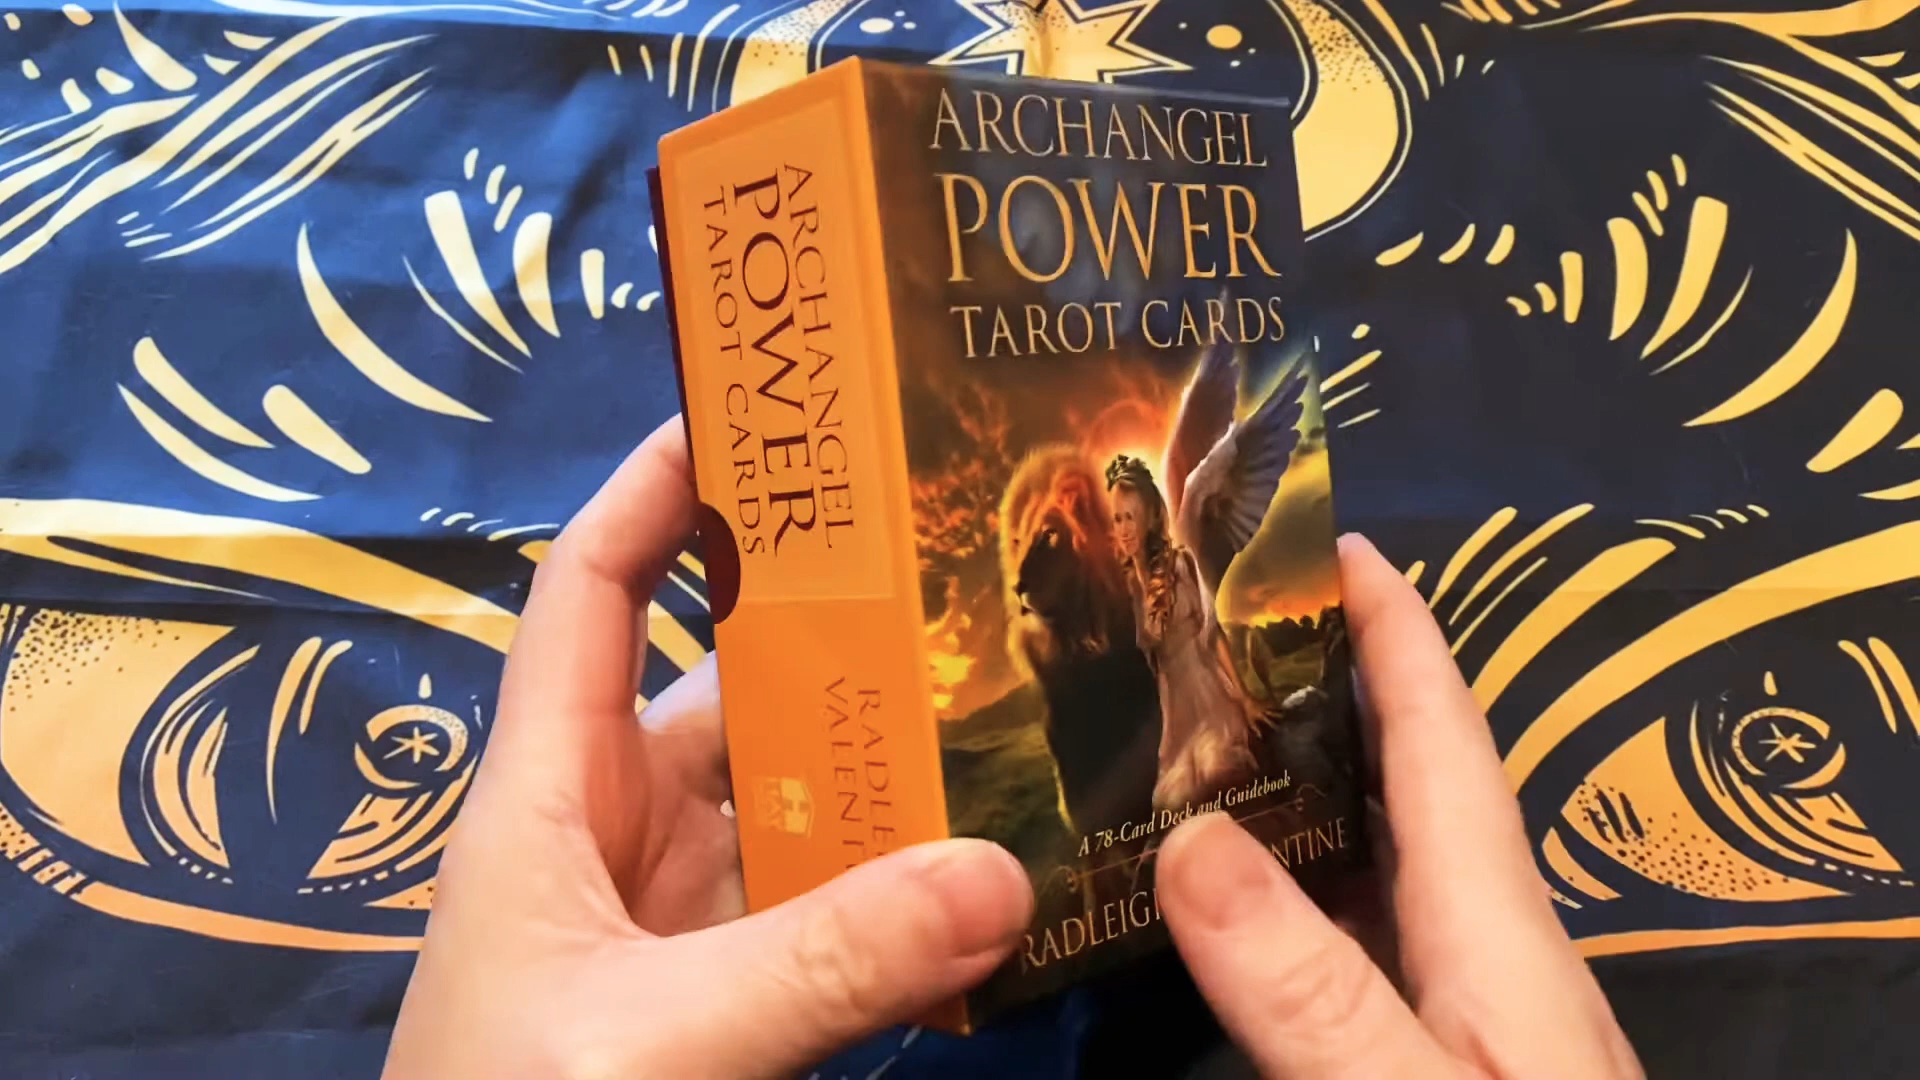 ARCHANGEL
POWER
TAROT CARDS
A 78-Card Deck and Guidebook
ARCHANGEL
POWER
TAROT CARDS